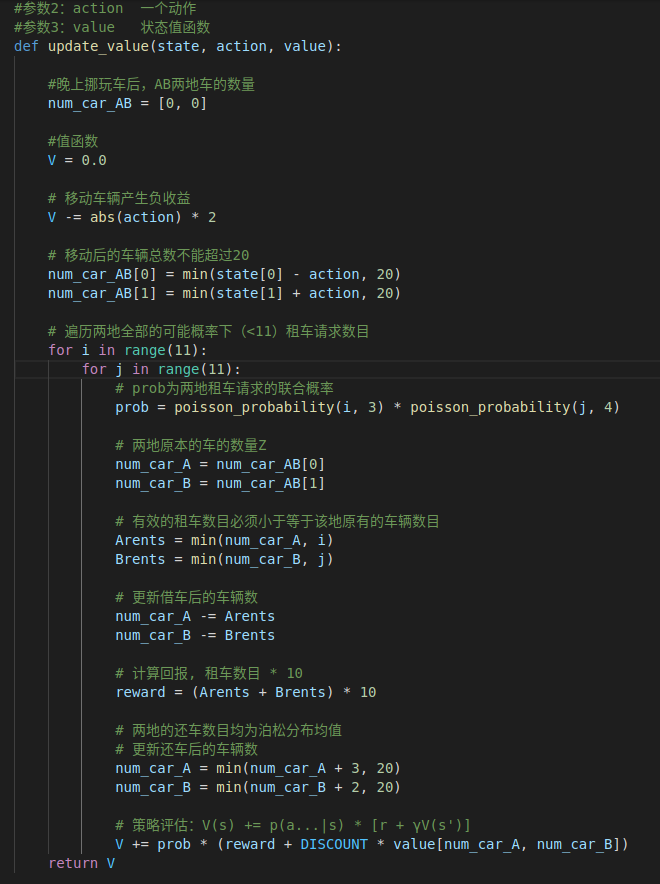 #参数2：action  一个动作
#参数3：value   状态值函数
def update_value(state, action, value):
#晚上挪玩车后，AB两地车的数量
num_car_AB = [0, 0]
#值函数
V = 0.0
# 移动车辆产生负收益
V -= abs(action) * 2
# 移动后的车辆总数不能超过20
num_car_AB[0] = min(state[0] - action, 20)
num_car_AB[1] = min(state[1] + action, 20)
# 遍历两地全部的可能概率下（<11）租车请求数目
for i in range(11):
for j in range(11):
# prob为两地租车请求的联合概率
prob = poisson_probability(i, 3) * poisson_probability(j, 4)
# 两地原本的车的数量Z
num_car_A = num_car_AB[0]
num_car_B = num_car_AB[1]
# 有效的租车数目必须小于等于该地原有的车辆数目
Arents = min(num_car_A, i)
Brents = min(num_car_B, j)
# 更新借车后的车辆数
num_car_A -= Arents
num_car_B -= Brents
# 计算回报, 租车数目 * 10
reward = (Arents + Brents) * 10
# 两地的还车数目均为泊松分布均值
# 更新还车后的车辆数
num_car_A = min(num_car_A + 3, 20)
num_car_B = min(num_car_B + 2, 20)
# 策略评估：V(s) += p(a...|s) * [r + γV(s')]
V += prob * (reward + DISCOUNT * value[num_car_A, num_car_B])
return V